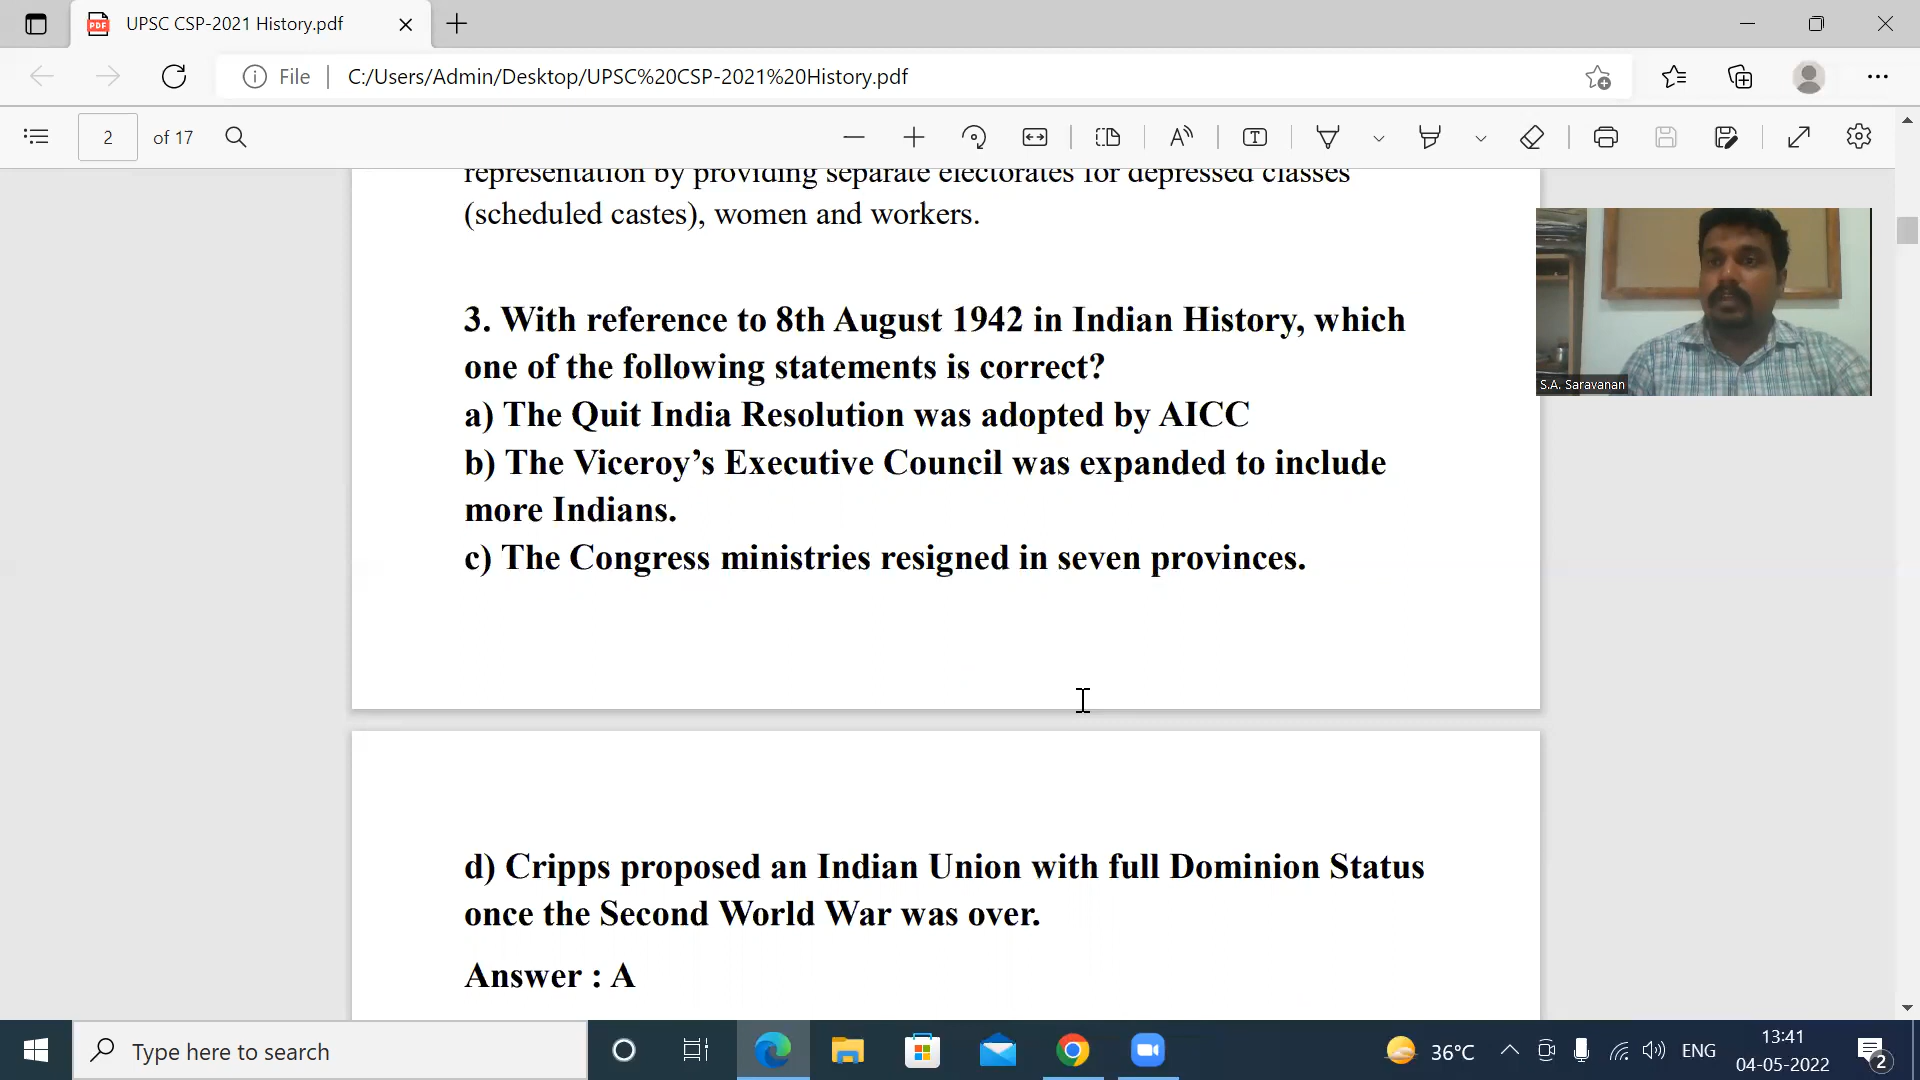 UPSC CSP-2021 History.pdf
File
C:/Users/Admin/Desktop/UPSC%20CSP-2021%20History.pdf
2 of 17
representation by providing separate electorates for depressed classes
(scheduled castes), women and workers.
3. With reference to 8th August 1942 in Indian History, which
one of the following statements is correct?
a) The Quit India Resolution was adopted by AICC
b) The Viceroy’s Executive Council was expanded to include
more Indians.
c) The Congress ministries resigned in seven provinces.
S.A. Saravanan
d) Cripps proposed an Indian Union with full Dominion Status
once the Second World War was over.
Answer : A
Type here to search
36°C
ENG
13:41
04-05-2022
2